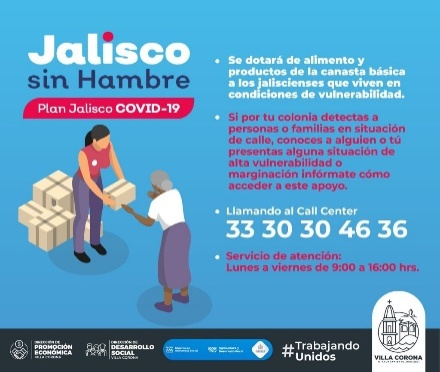 Jalisco
sin Hambre
Plan Jalisco COVID-19
• Se dotará de alimento y
productos de la canasta básica
a los jaliscienses que viven en
condiciones de vulnerabilidad.
• Si por tu colonia detectas a
personas o familias en situación
de calle, conoces a alguien o tú
presentas alguna situación de
alta vulnerabilidad o
marginación infórmate cómo
acceder a este apoyo.
• Llamando al Call Center
33 30 30 46 36
• Servicio de atención:
Lunes a viernes de 9:00 a 16:00 hrs.
DIRECCIÓN DE
PROMOCIÓN
ECONÓMICA
VILLA CORONA
DIRECCIÓN DE
DESARROLLO
SOCIAL
VILLA CORONA
#Trabajando
Unidos
VILLA CORONA